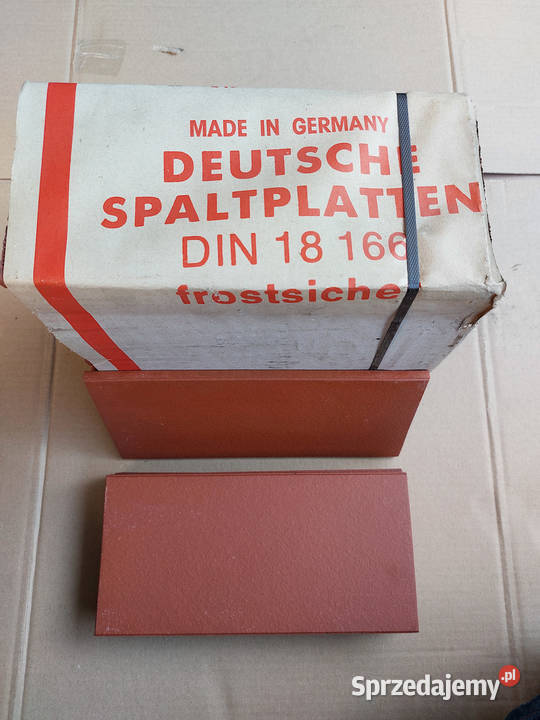 MADE IN GERMANY
DEUTSCHE
SPALTPLATTEN
DIN 18 166
frostsiche
Sprzedajemy.pl